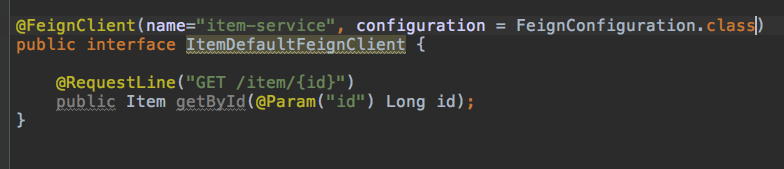 @FeignClient(name="item-service", configuration = FeignConfiguration.class)
public interface ItemDefaultFeignClient {
@RequestLine("GET /item/{id}")
public Item getById(@Param("id") Long id);
}